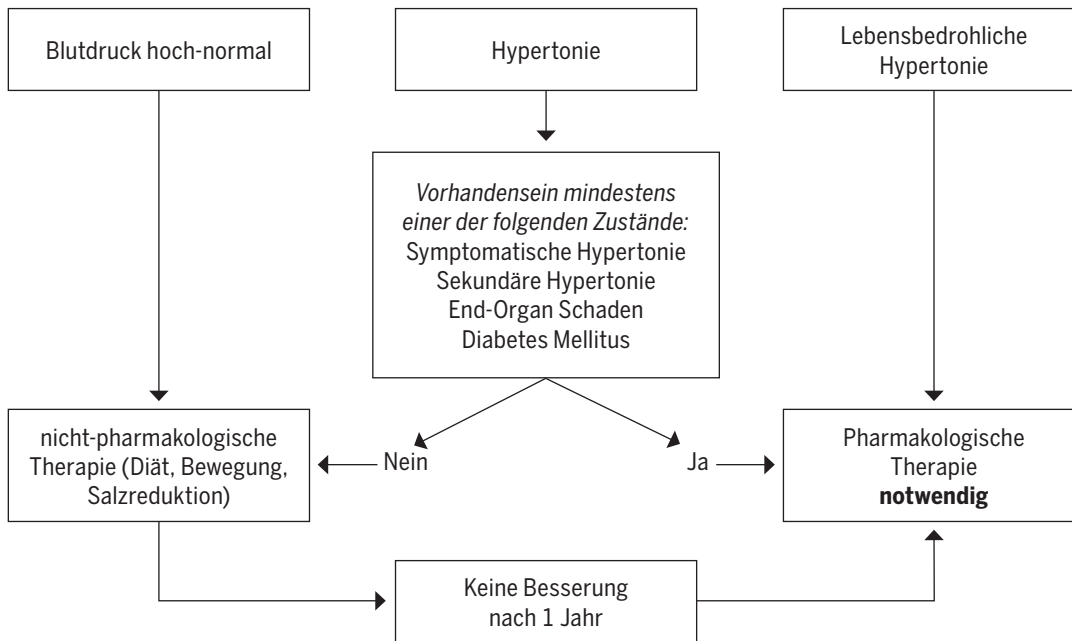 Blutdruck hoch-normal
Hypertonie
Lebensbedrohliche
Hypertonie
Vorhandensein mindestens
einer der folgenden Zustände:
Symptomatische Hypertonie
Sekundäre Hypertonie
End-Organ Schaden
Diabetes Mellitus
nicht-pharmakologische
Therapie (Diät, Bewegung,
Salzreduktion)
Nein
Ja
Pharmakologische
Therapie
notwendig
Keine Besserung
nach 1 Jahr